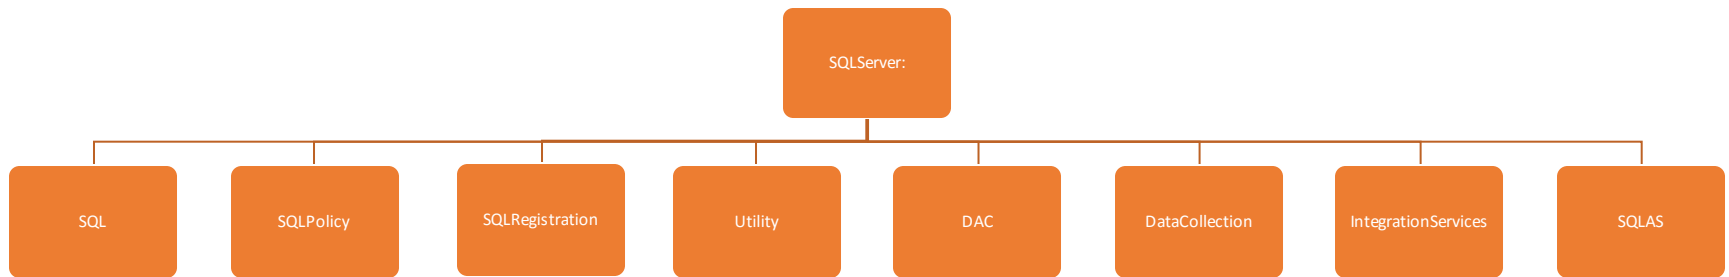 SQLServer:
SQL
SQLPolicy
SQLRegistration
Utility
DAC
DataCollection
IntegrationServices
SQLAS